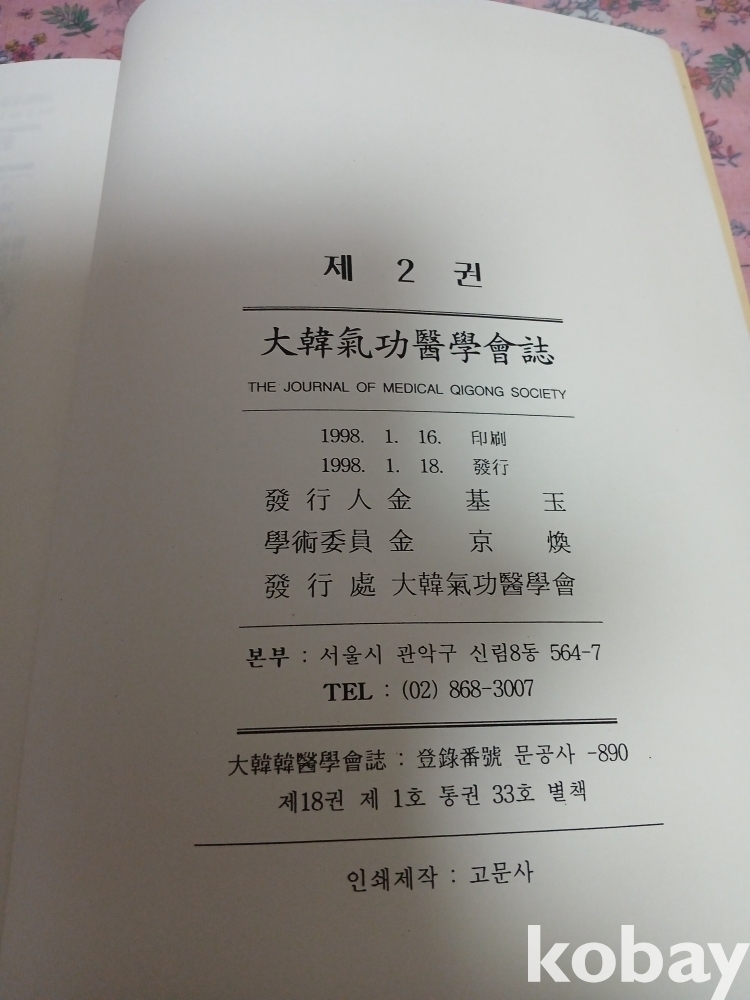 제 2 권
大韓氣功醫學會誌
THE JOURNAL OF MEDICAL QIGONG SOCIETY
1998. 1. 16. 印刷
1998. 1. 18. 發行
發 行 人 金 基 玉
學術委員 金 京 煥
發 行 處 大韓氣功醫學會
본부 : 서울시 관악구 신림8동 564-7
TEL : (02) 868-3007
大韓韓醫學會誌 : 登錄番號 문공사 -890
제18권 제 1호 통권 33호 별책
인쇄제작 : 고문사
kobay